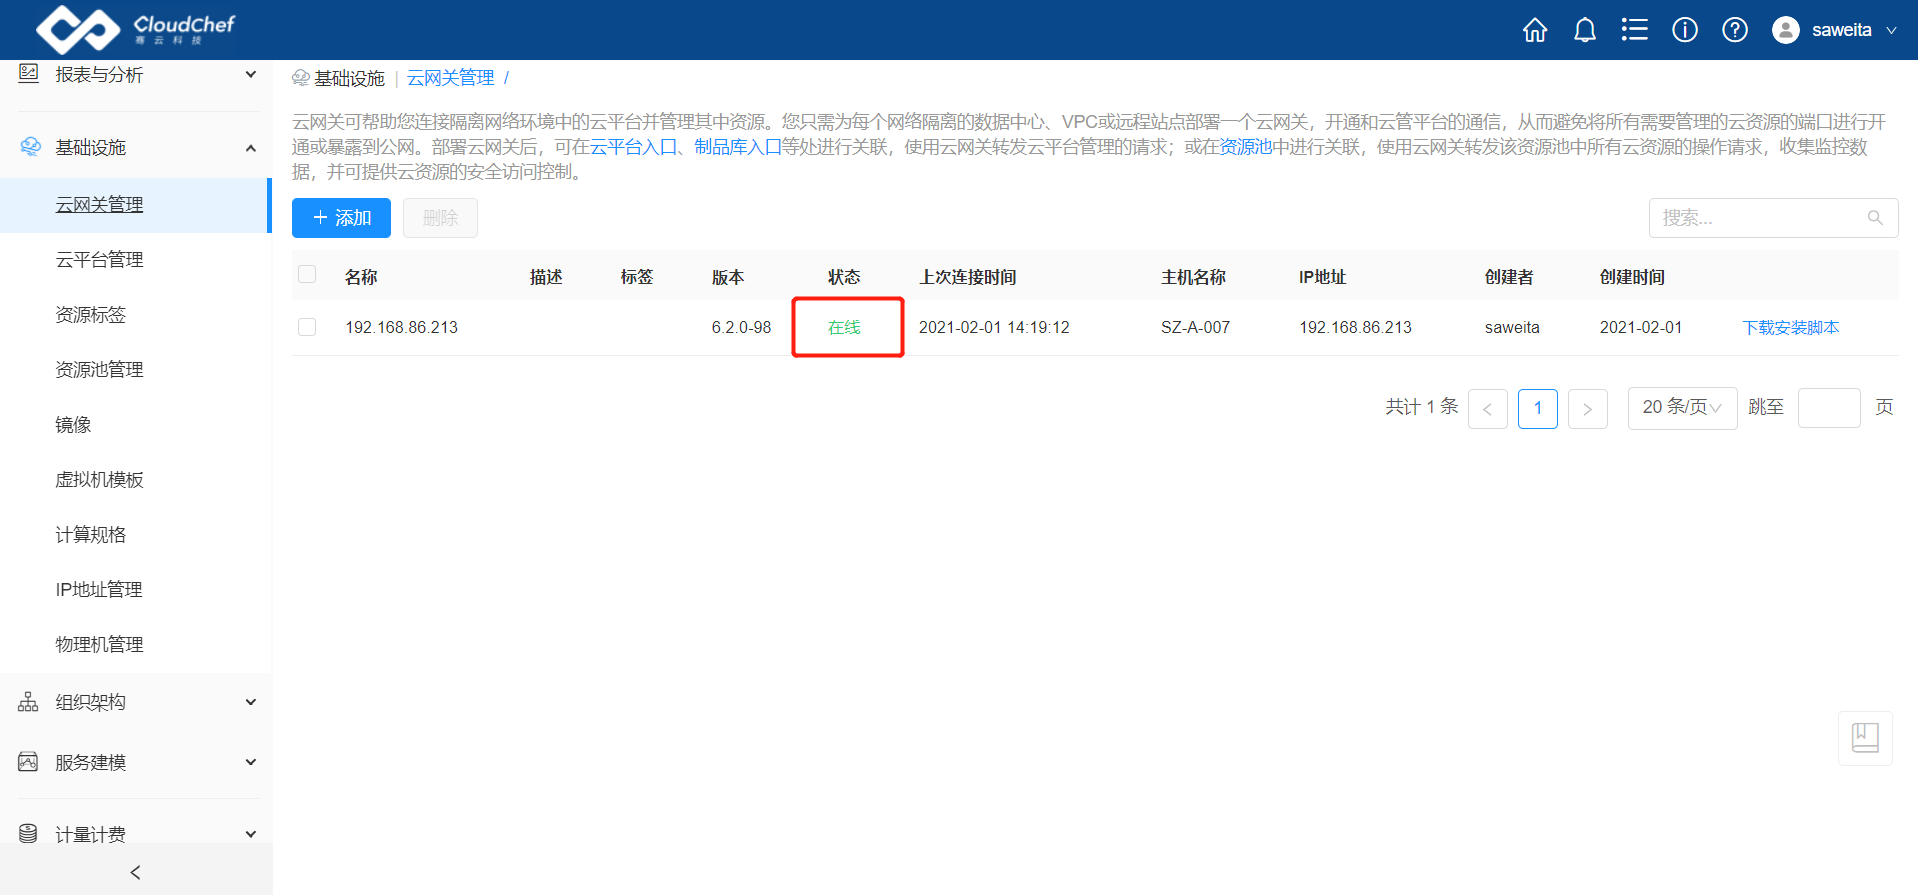 CloudChef
骞云科技
saweita
报表与分析
基础设施
云网关管理
云平台管理
资源标签
资源池管理
镜像
虚拟机模板
计算规格
IP地址管理
物理机管理
组织架构
服务建模
计量计费
基础设施 | 云网关管理 /
云网关可帮助您连接隔离网络环境中的云平台并管理其中资源。您只需为每个网络隔离的数据中心、VPC或远程站点部署一个云网关，开通和云管平台的通信，从而避免将所有需要管理的云资源的端口进行开
通或暴露到公网。部署云网关后，可在云平台入口、制品库入口等处进行关联，使用云网关转发云平台管理的请求；或在资源池中进行关联，使用云网关转发该资源池中所有云资源的操作请求，收集监控数
据，并可提供云资源的安全访问控制。
添加 删除 搜索...
名称 描述 标签 版本 状态 上次连接时间 主机名称 IP地址 创建者 创建时间
192.168.86.213 6.2.0-98 在线 2021-02-01 14:19:12 SZ-A-007 192.168.86.213 saweita 2021-02-01 下载安装脚本
共计 1 条 < 1 > 20 条/页 跳至 页